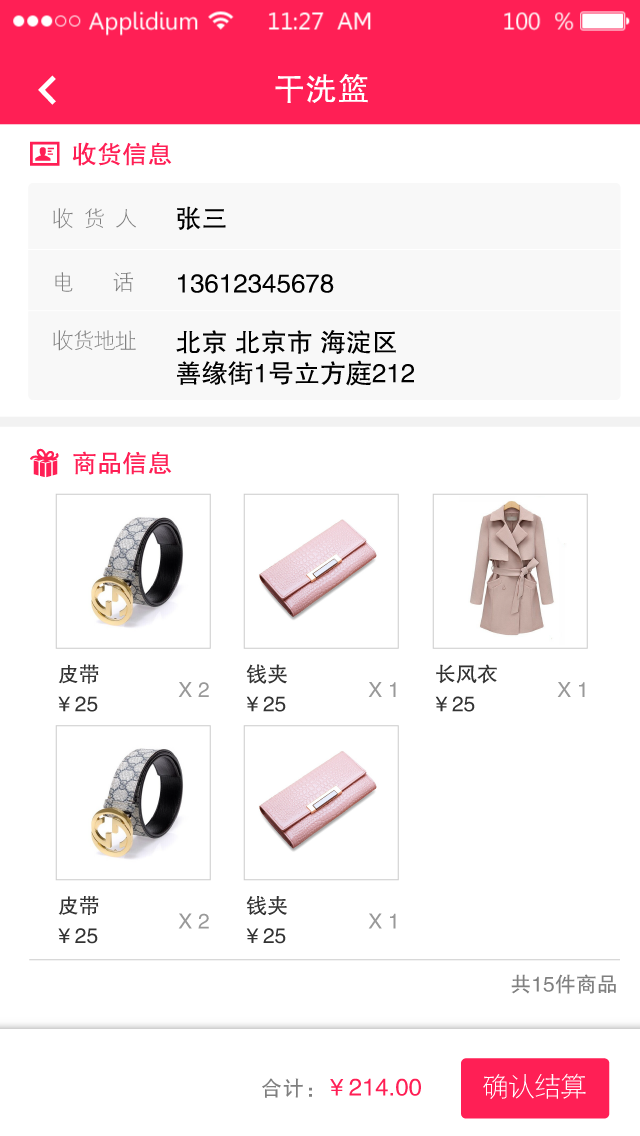 Applidium 11:27 AM 100 %
干洗篮
收货信息
收货人 张三
电话 13612345678
收货地址 北京 北京市 海淀区
善缘街1号立方庭212
商品信息
皮带 钱夹 长风衣
X 2 X 1 X 1
¥25 ¥25 ¥25
皮带 钱夹
X 2 X 1
¥25 ¥25
共15件商品
合计：¥214.00 确认结算